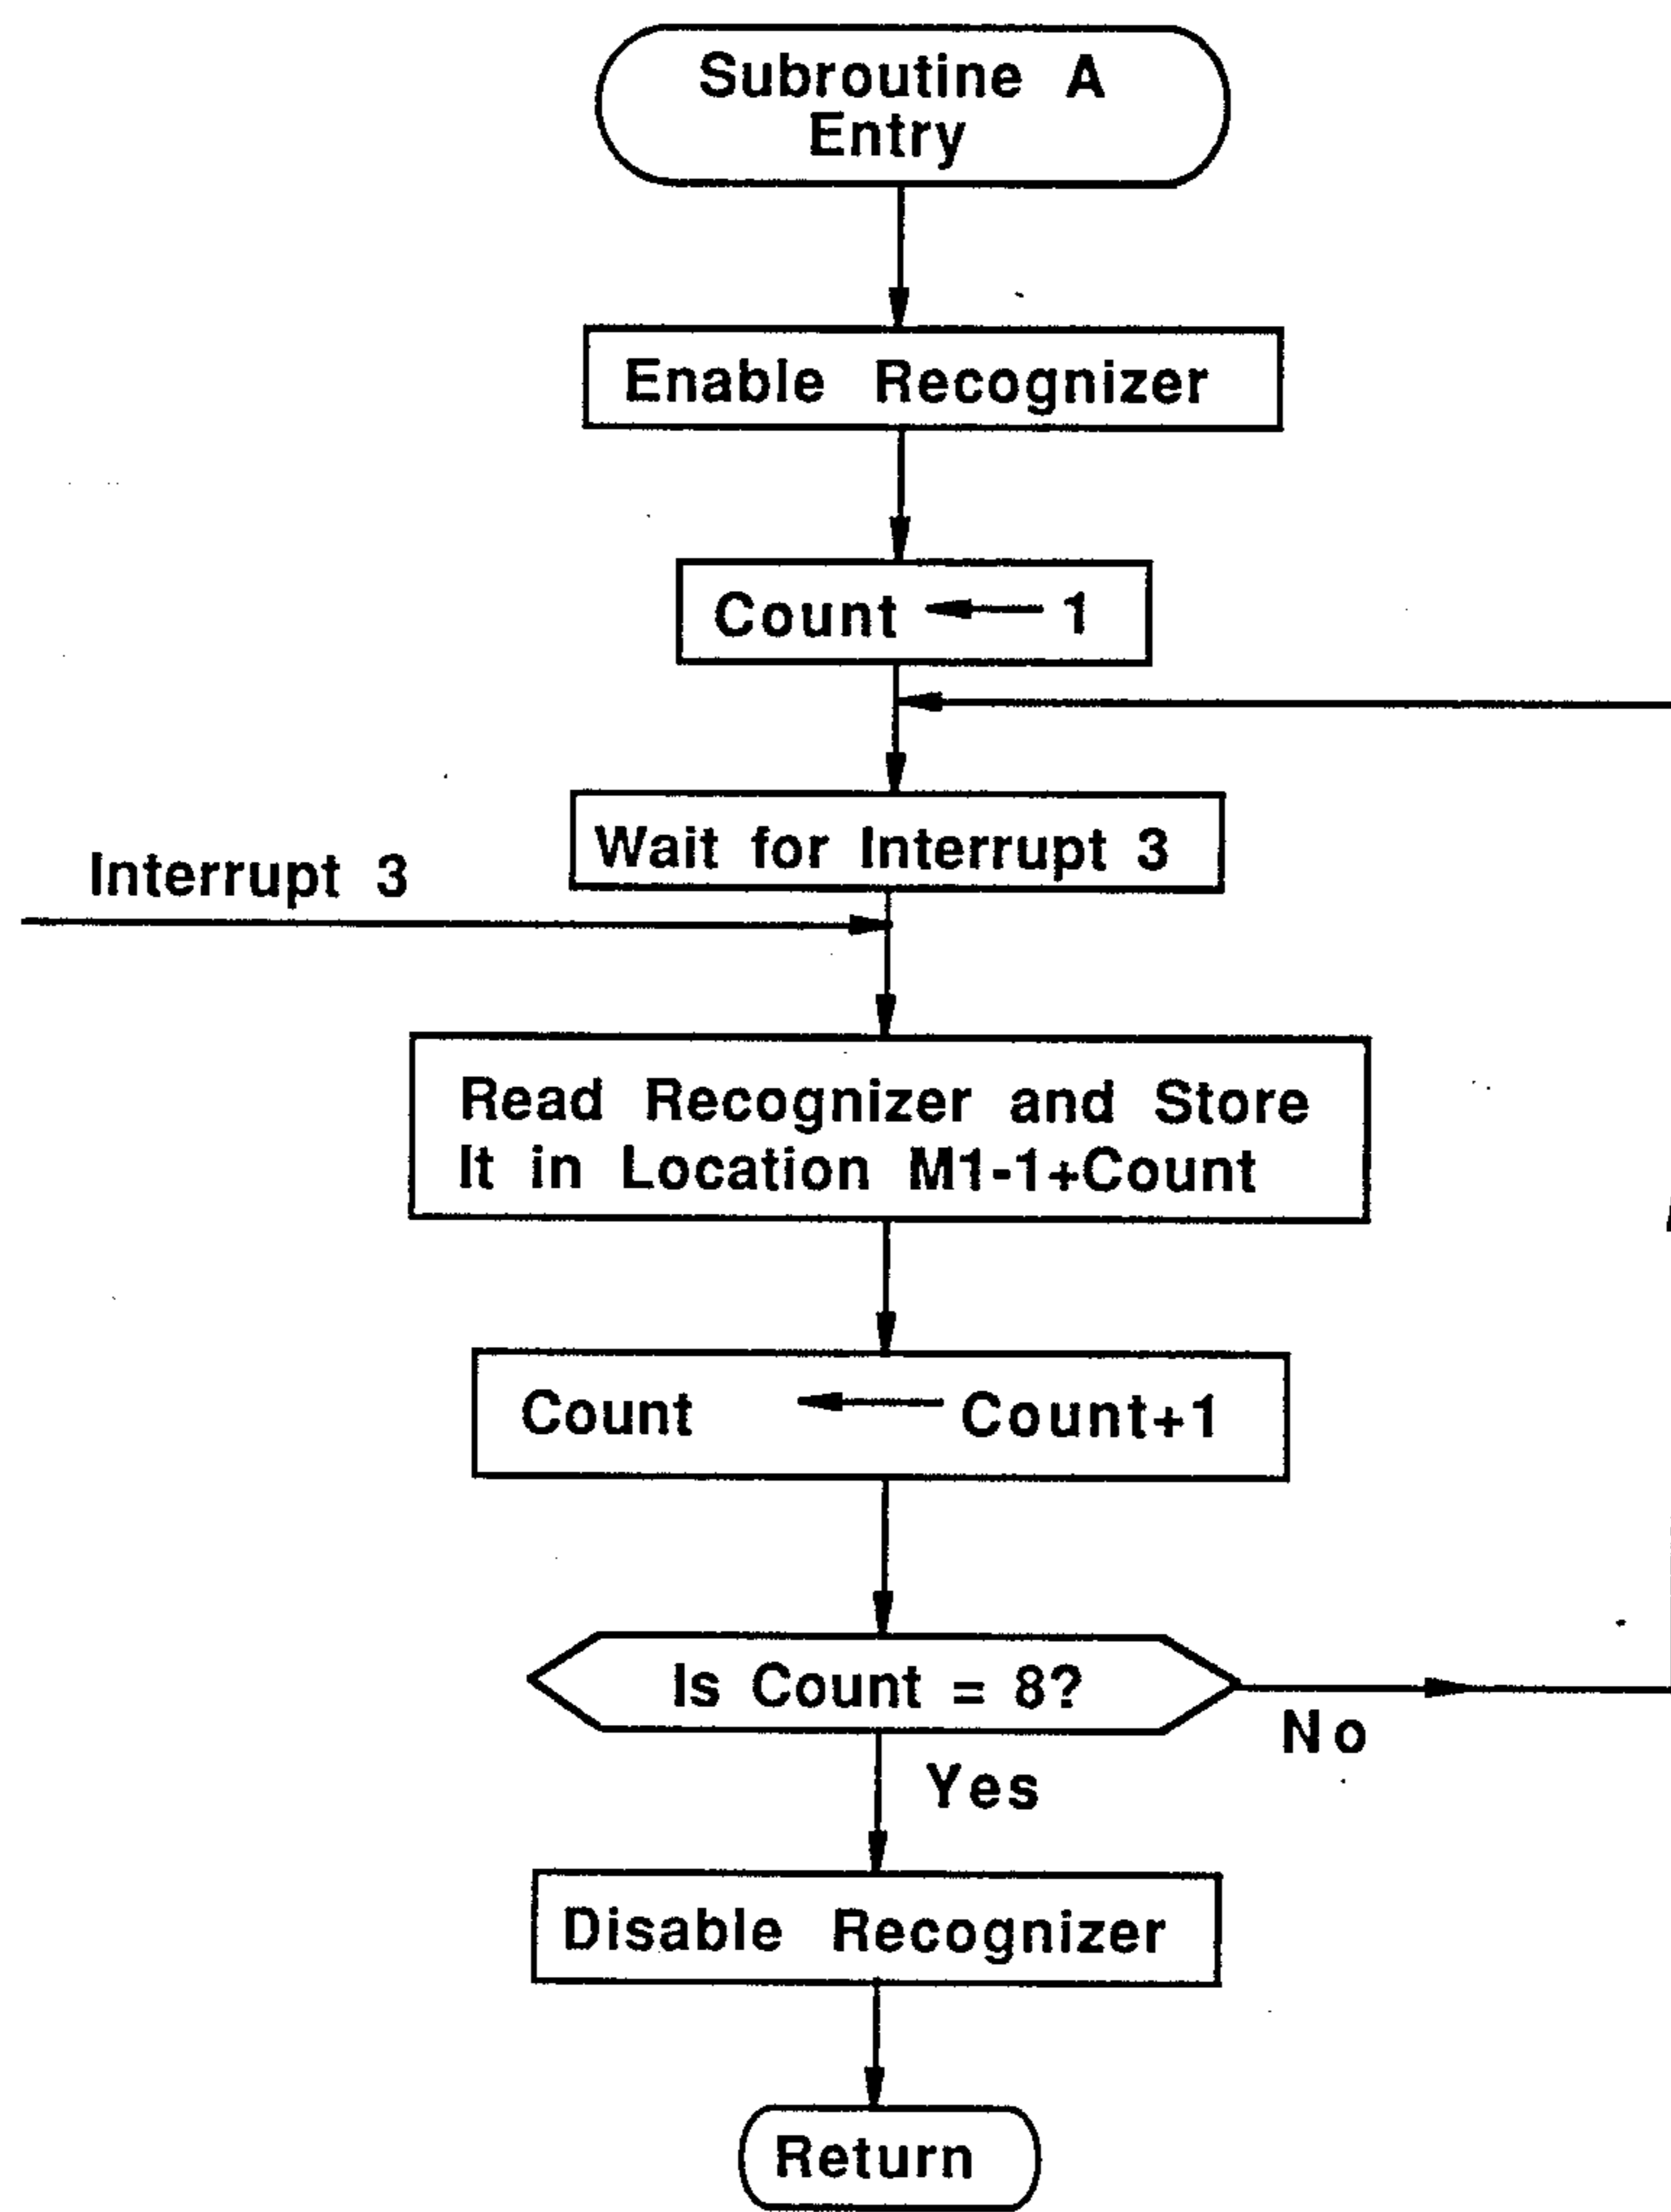 Subroutine A
Entry
Enable Recognizer
Count ← 1
Wait for Interrupt 3
Interrupt 3
Read Recognizer and Store
It in Location M1-1+Count
Count ← Count+1
Is Count = 8?
No
Yes
Disable Recognizer
Return